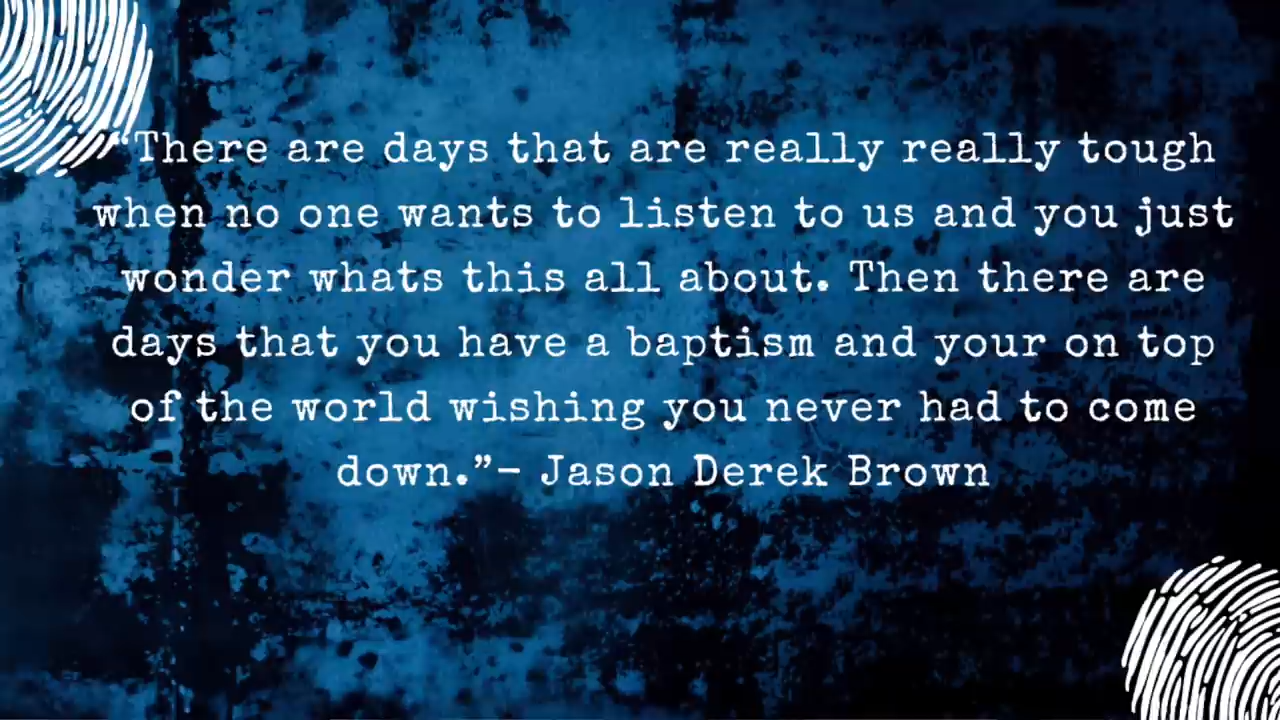 “There are days that are really really tough
when no one wants to listen to us and you just
wonder whats this all about. Then there are
days that you have a baptism and your on top
of the world wishing you never had to come
down.”- Jason Derek Brown